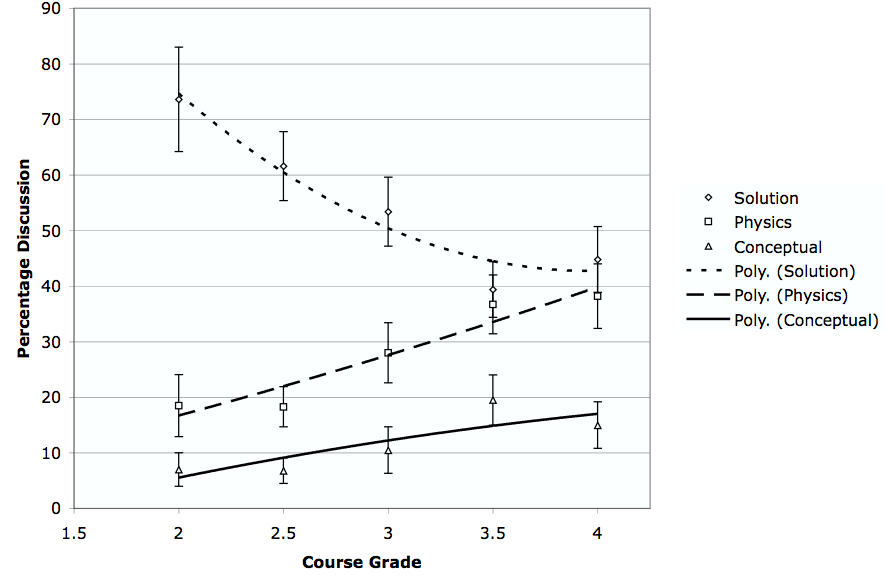 90
80
70
60
50
40
30
20
10
0
Percentage Discussion
1.5 2 2.5 3 3.5 4
Course Grade
Solution
Physics
Conceptual
Poly. (Solution)
Poly. (Physics)
Poly. (Conceptual)